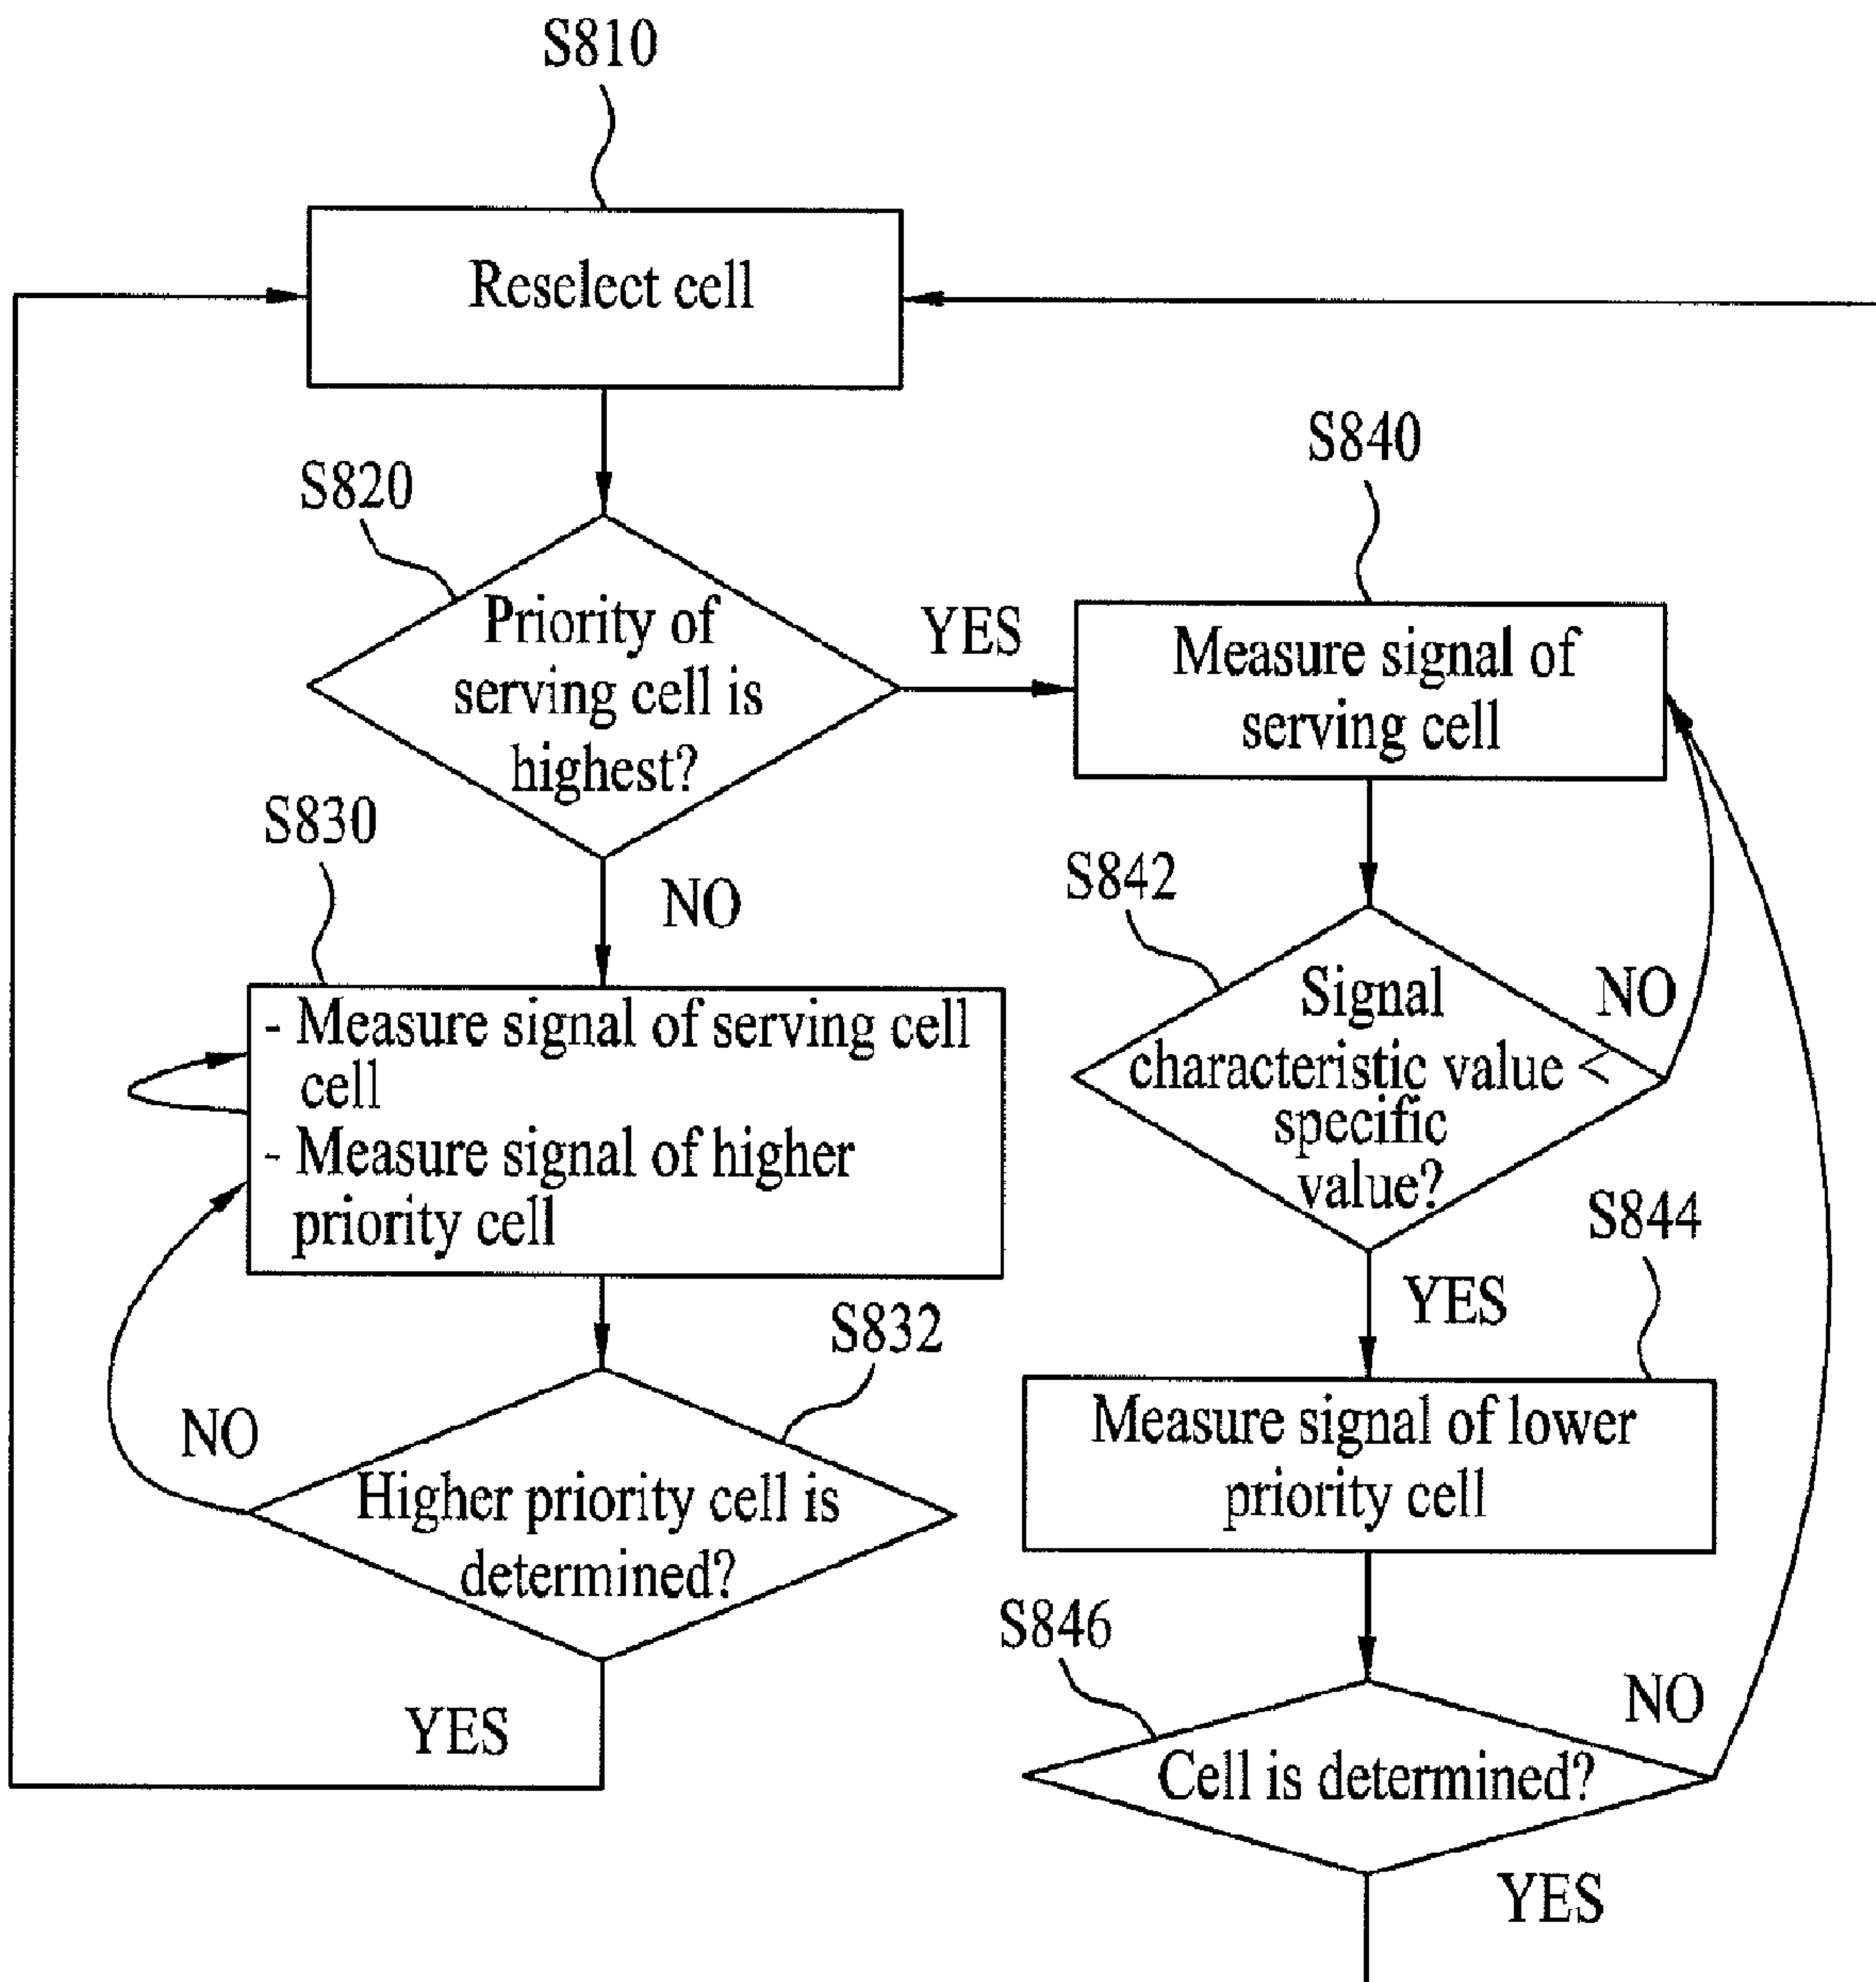 S810
Reselect cell
S820
Priority of
serving cell is
highest?
YES
NO
S830
- Measure signal of serving cell
cell
- Measure signal of higher
priority cell
S832
Higher priority cell is
determined?
NO
YES
S840
Measure signal of
serving cell
S842
Signal
characteristic value <
specific
value?
NO
YES
S844
Measure signal of lower
priority cell
S846
Cell is determined?
NO
YES